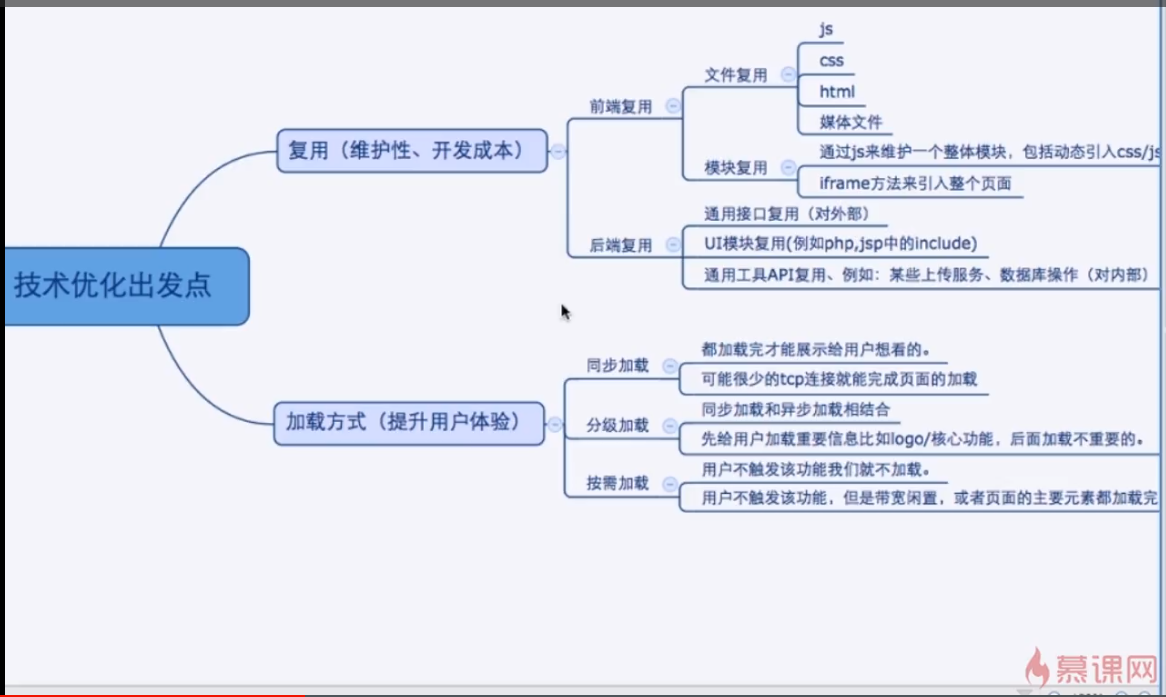 技术优化出发点
复用（维护性、开发成本）
前端复用
文件复用
js
css
html
媒体文件
模块复用
通过js来维护一个整体模块，包括动态引入css/js
iframe方法来引入整个页面
后端复用
通用接口复用（对外部）
UI模块复用(例如php,jsp中的include)
通用工具API复用、例如：某些上传服务、数据库操作（对内部）
加载方式（提升用户体验）
同步加载
都加载完才能展示给用户想看的。
可能很少的tcp连接就能完成页面的加载
分级加载
同步加载和异步加载相结合
先给用户加载重要信息比如logo/核心功能，后面加载不重要的。
按需加载
用户不触发该功能我们就不加载。
用户不触发该功能，但是带宽闲置，或者页面的主要元素都加载完
慕课网